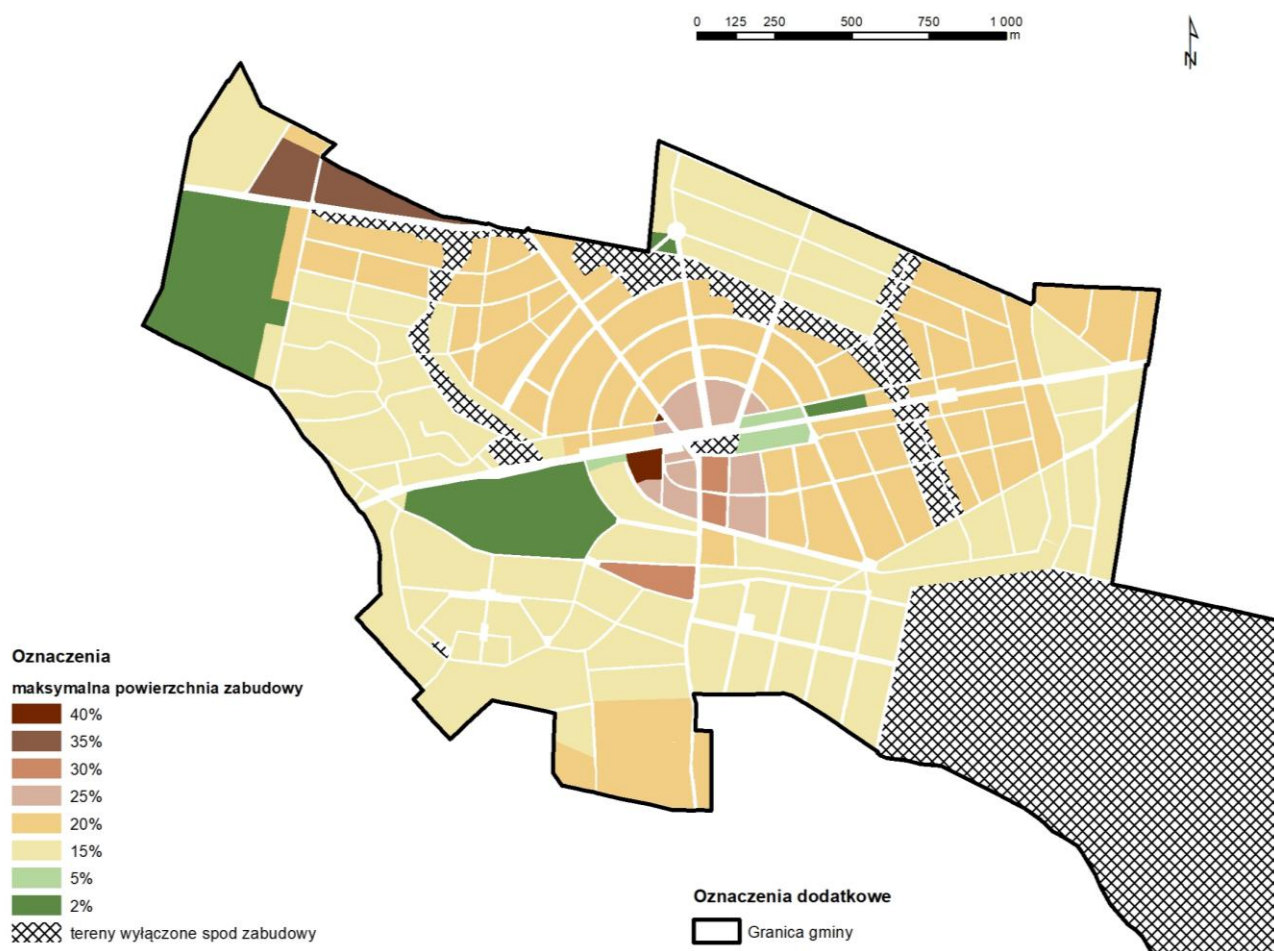 0 125 250 500 750 1 000
m
N
Oznaczenia
maksymalna powierzchnia zabudowy
40%
35%
30%
25%
20%
15%
5%
2%
tereny wyłączone spod zabudowy
Oznaczenia dodatkowe
Granica gminy